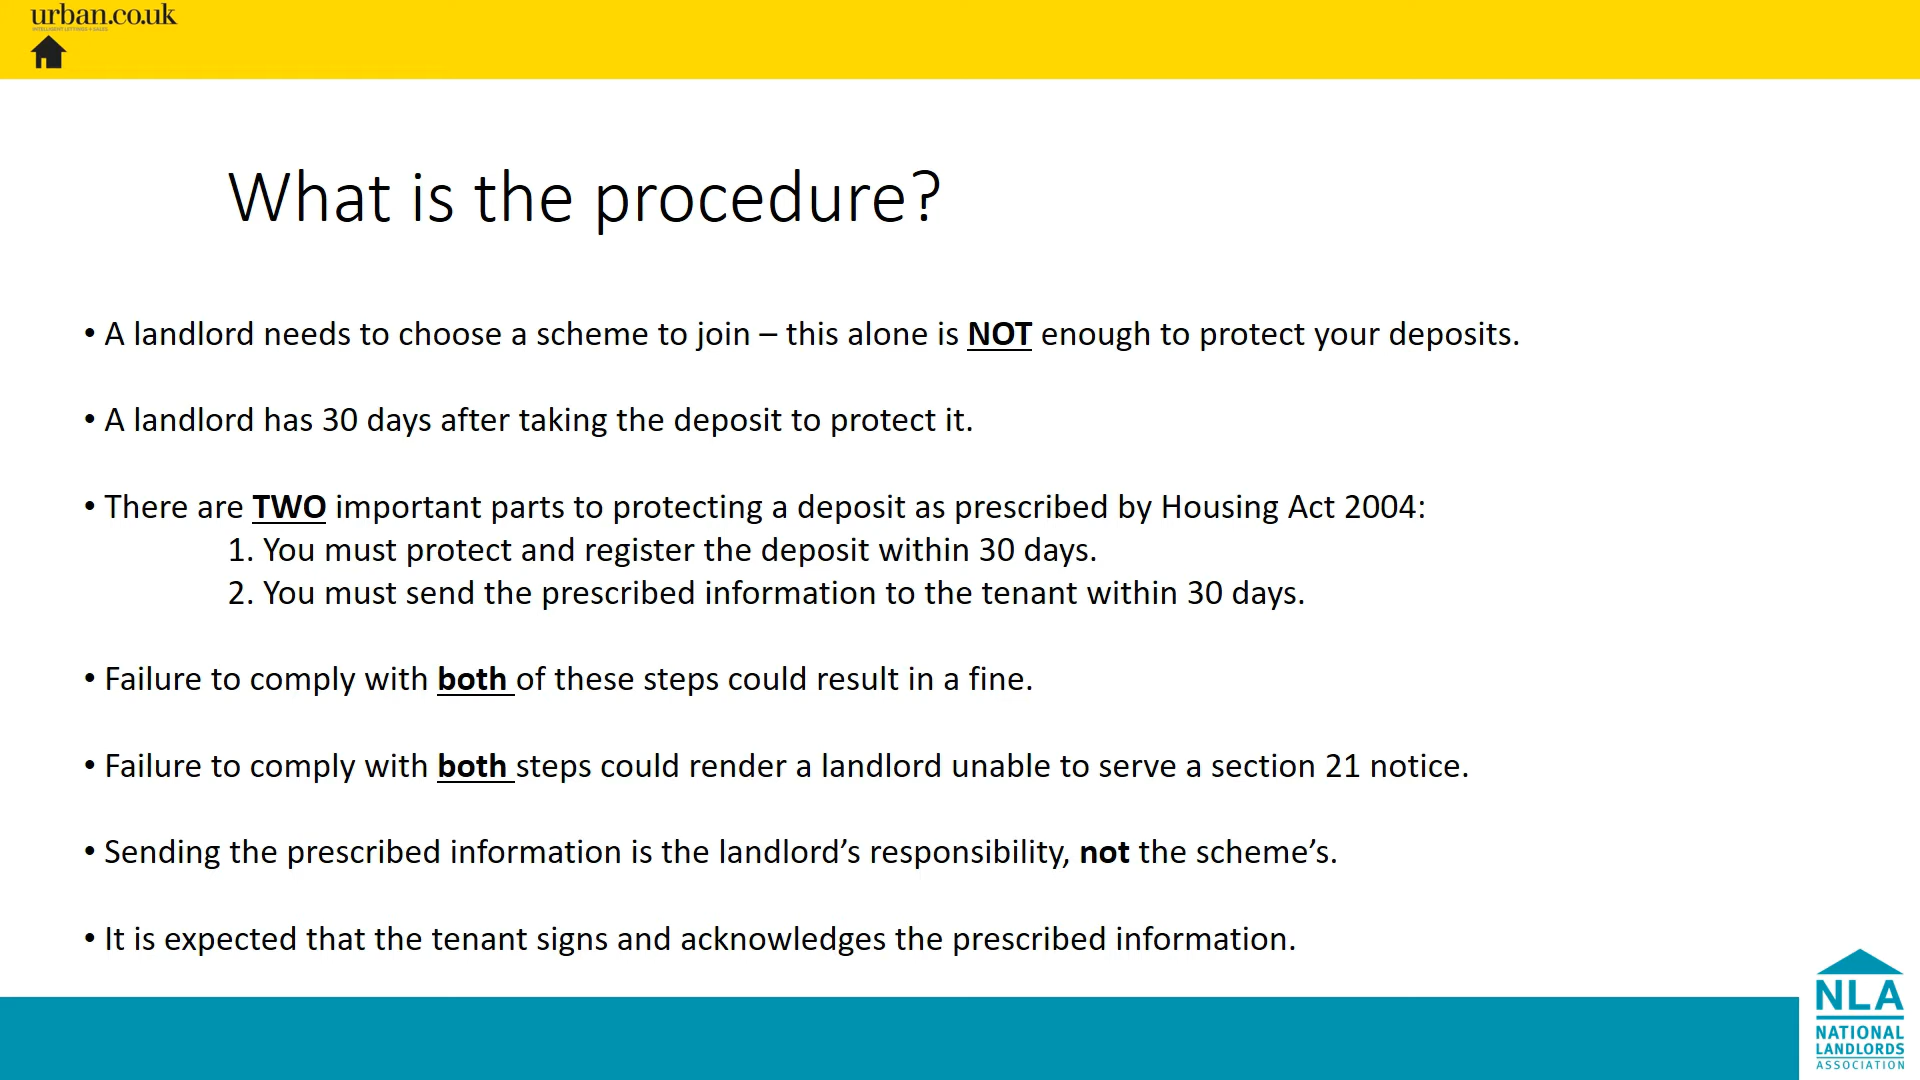 urban.co.uk
INTELLIGENT LETTINGS & SALES
What is the procedure?
• A landlord needs to choose a scheme to join – this alone is NOT enough to protect your deposits.
• A landlord has 30 days after taking the deposit to protect it.
• There are TWO important parts to protecting a deposit as prescribed by Housing Act 2004:
1. You must protect and register the deposit within 30 days.
2. You must send the prescribed information to the tenant within 30 days.
• Failure to comply with both of these steps could result in a fine.
• Failure to comply with both steps could render a landlord unable to serve a section 21 notice.
• Sending the prescribed information is the landlord’s responsibility, not the scheme’s.
• It is expected that the tenant signs and acknowledges the prescribed information.
NLA
NATIONAL
LANDLORDS
ASSOCIATION